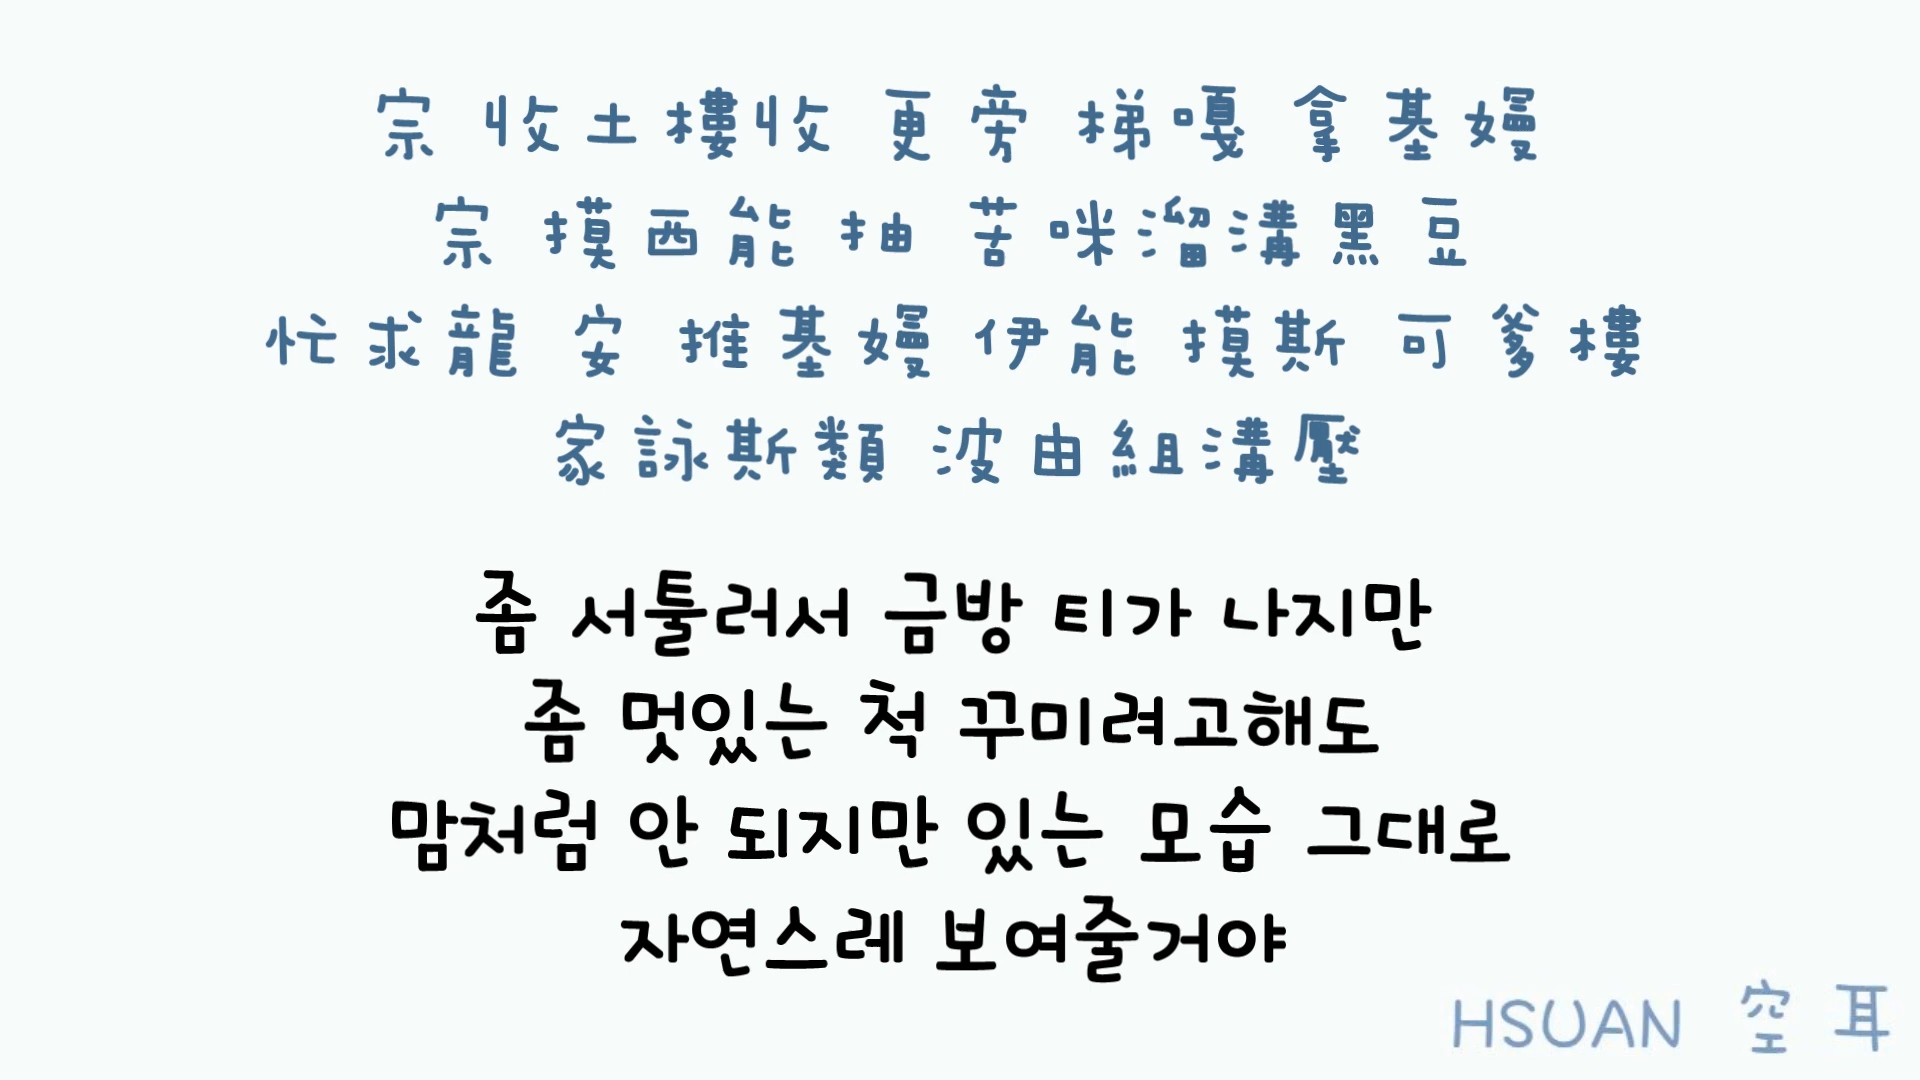 宗 收土樓收 更旁 梯嘎 拿基嫚
宗 摸西能 抽 苦咪溜溝黑豆
忙求龍 安 推基嫚 伊能 摸斯 可爹樓
家詠斯類 波由組溝壓
좀 서툴러서 금방 티가 나지만
좀 멋있는 척 꾸미려고해도
맘처럼 안 되지만 있는 모습 그대로
자연스레 보여줄거야
HSUAN 空耳